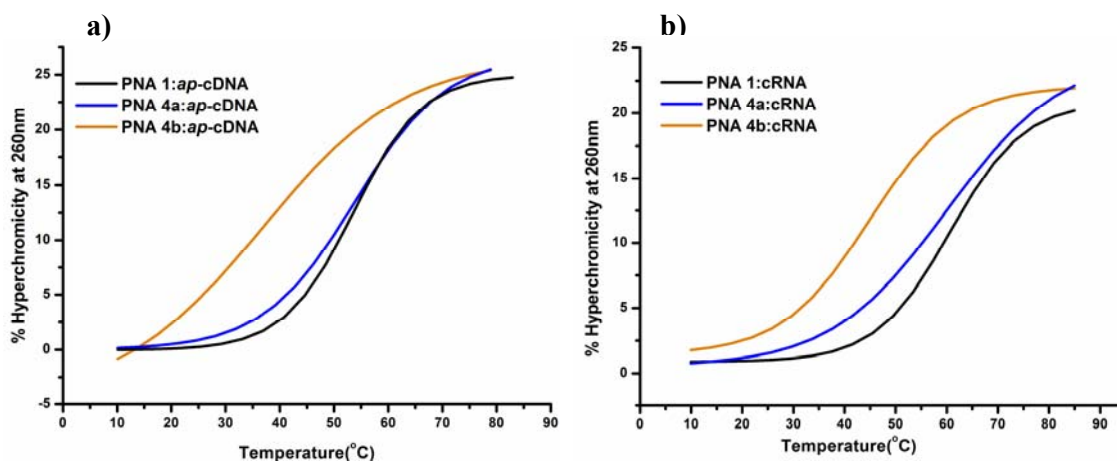 a)
PNA 1:ap-cDNA
PNA 4a:ap-cDNA
PNA 4b:ap-cDNA
% Hyperchromicity at 260nm
25
20
15
10
5
0
-5
0 10 20 30 40 50 60 70 80 90
Temperature(°C)
b)
PNA 1:cRNA
PNA 4a:cRNA
PNA 4b:cRNA
% Hyperchromicity at 260nm
25
20
15
10
5
0
0 10 20 30 40 50 60 70 80 90
Temperature(°C)